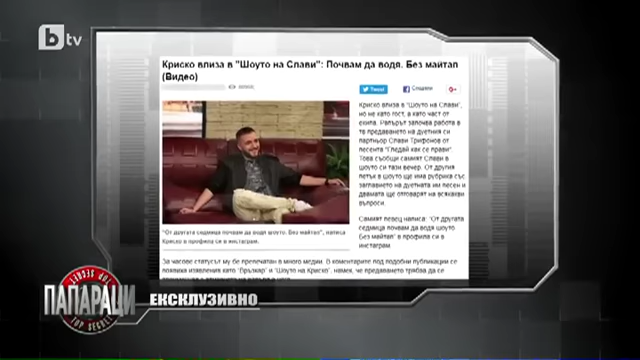 btv
Криско влиза в "Шоуто на Слави": Почвам да водя. Без майтап
(Видео)
Tweet
Сподели
G+
Криско влиза в "Шоуто на Слави",
но не като гост, а като част от
екипа. Рапърът започва работа в
тв предаването на дуетния си
партньор Слави Трифонов от
песента "Гледай как се прави".
Това съобщи самият Слави в
шоуто си тази вечер. От другия
петък в шоуто ще има рубрика със
заглавието на дуетната им песен и
двамата ще отговарят на всякакви
въпроси.
Самият певец написа: "От другата
седмица почвам да водя шоуто.
Без майтап" в профила си в
инстаграм.
"От другата седмица почвам да водя шоуто. Без майтап", написа
Криско в профила си в инстаграм.
За часове статусът му бе препечатан в много медии. В коментарите под подобни публикации се
появиха изявления като "Връзкар" и "Шоуто на Криско", намек, че предаването трябва да се
TOP SECRET
ПАПАРАЦИ
TOP SECRET
ЕКСКЛУЗИВНО